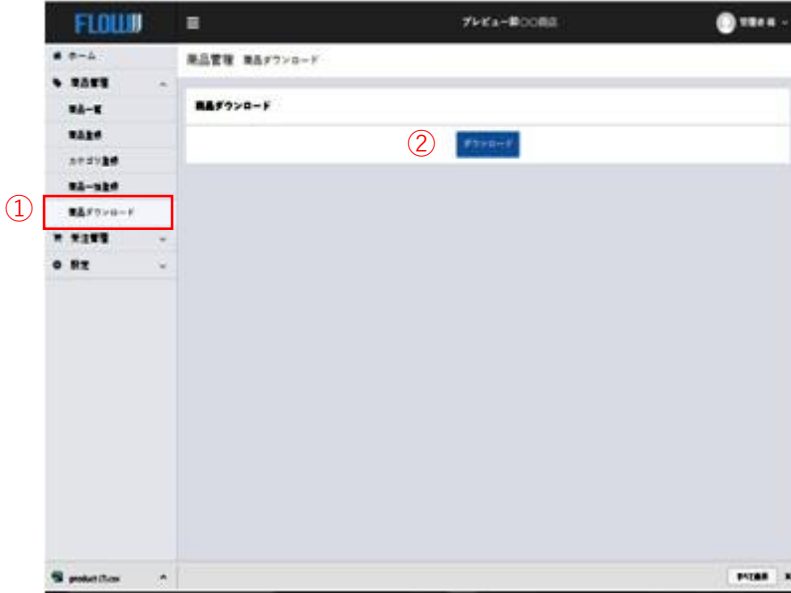 FLOW
プレビュー
管理者 様
ホーム
商品管理 商品ダウンロード
商品管理
商品一覧
商品ダウンロード
商品登録
② ダウンロード
カテゴリ登録
商品一括登録
① 商品ダウンロード
受注管理
設定
すべて表示